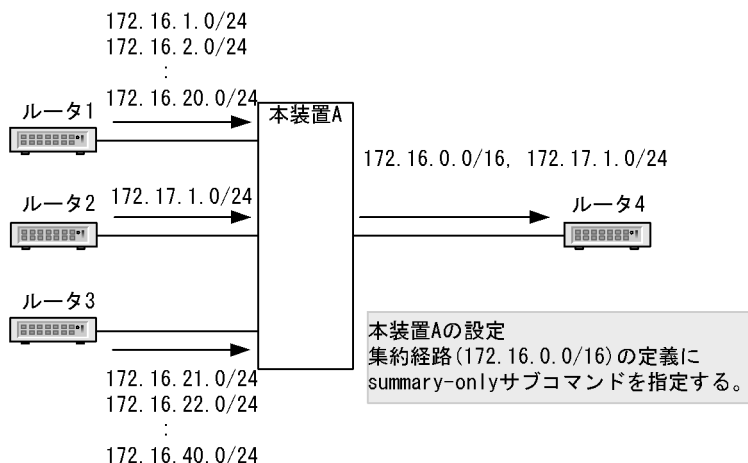 172.16.1.0/24
172.16.2.0/24
:
172.16.20.0/24
ルータ1
本装置A
172.16.0.0/16, 172.17.1.0/24
ルータ2
172.17.1.0/24
ルータ4
ルータ3
本装置Aの設定
集約経路(172.16.0.0/16)の定義に
summary-onlyサブコマンドを指定する。
172.16.21.0/24
172.16.22.0/24
:
172.16.40.0/24